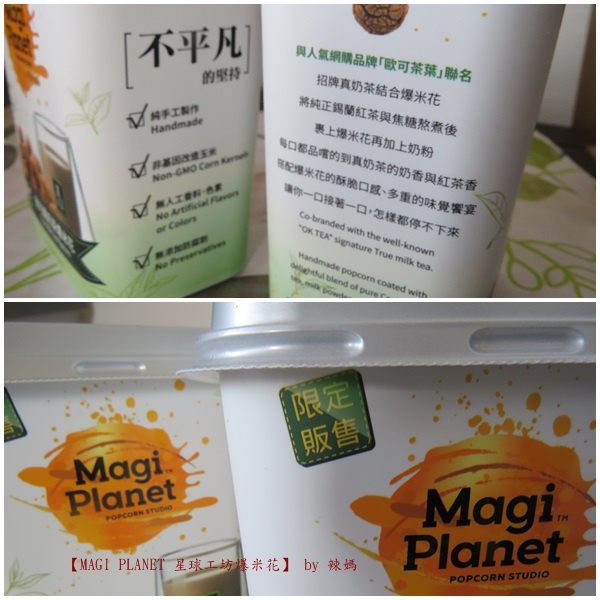 [不平凡
的堅持]
純手工製作
Handmade
非基因改造玉米
Non-GMO Corn Kernels
無人工香料、色素
No Artificial Flavors
or Colors
無添加防腐劑
No Preservatives
與人氣網購品牌「歐可茶葉」聯名
招牌真奶茶結合爆米花
將純正錫蘭紅茶與焦糖熬煮後
裹上爆米花再加上奶粉
每口都品嚐的到真奶茶的奶香與紅茶香
搭配爆米花的酥脆口感、多重的味覺饗宴
讓你一口接著一口,怎樣都停不下來
Co-branded with the well-known
"OK TEA" signature True milk tea.
Handmade popcorn coated with
delightful blend of pure
tea, milk powder
Magi™
Planet
POPCORN STUDIO
限定
販售
Magi
Planet™
POPCORN STUDIO
【MAGI PLANET 星球工坊爆米花】 by 辣媽